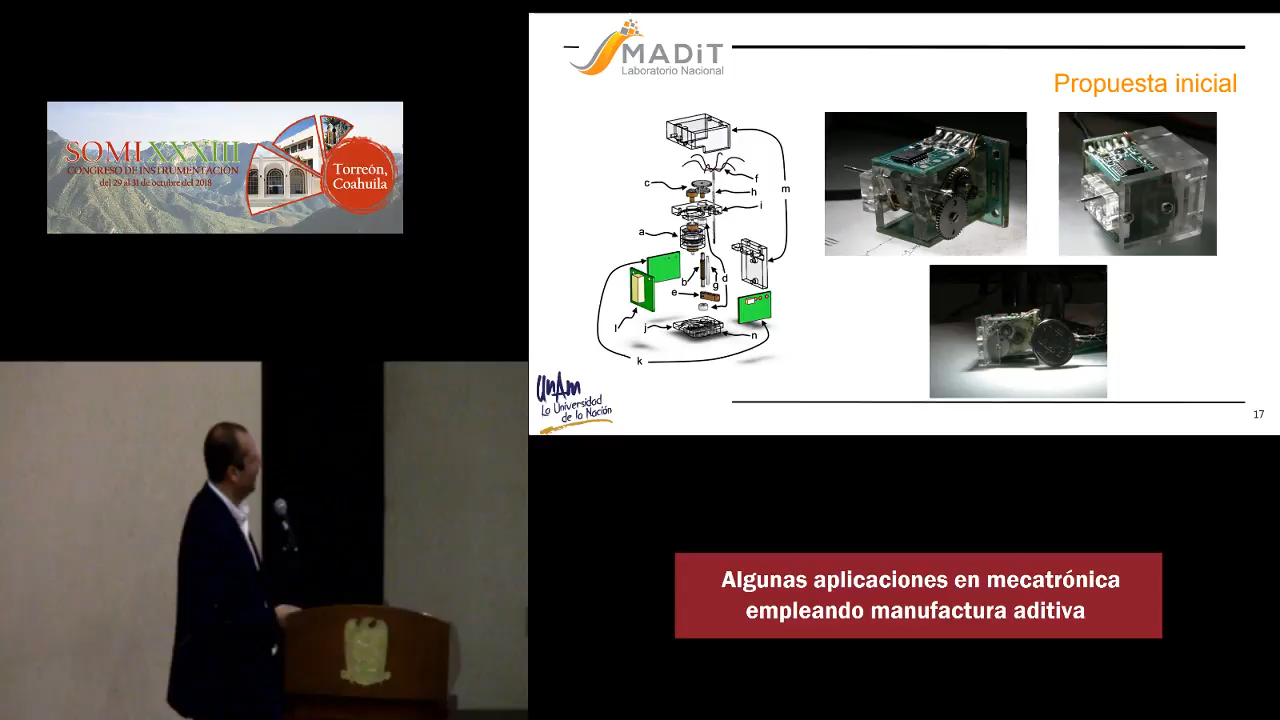 SOMI XXXIII
CONGRESO DE INSTRUMENTACIÓN
del 29 al 31 de octubre del 2018
Torreón,
Coahuila
MADiT
Laboratorio Nacional
Propuesta inicial
c
f
h
m
i
a
b
g
d
e
l
j
n
k
UnAm
La Universidad
de la Nación
17
Algunas aplicaciones en mecatrónica
empleando manufactura aditiva